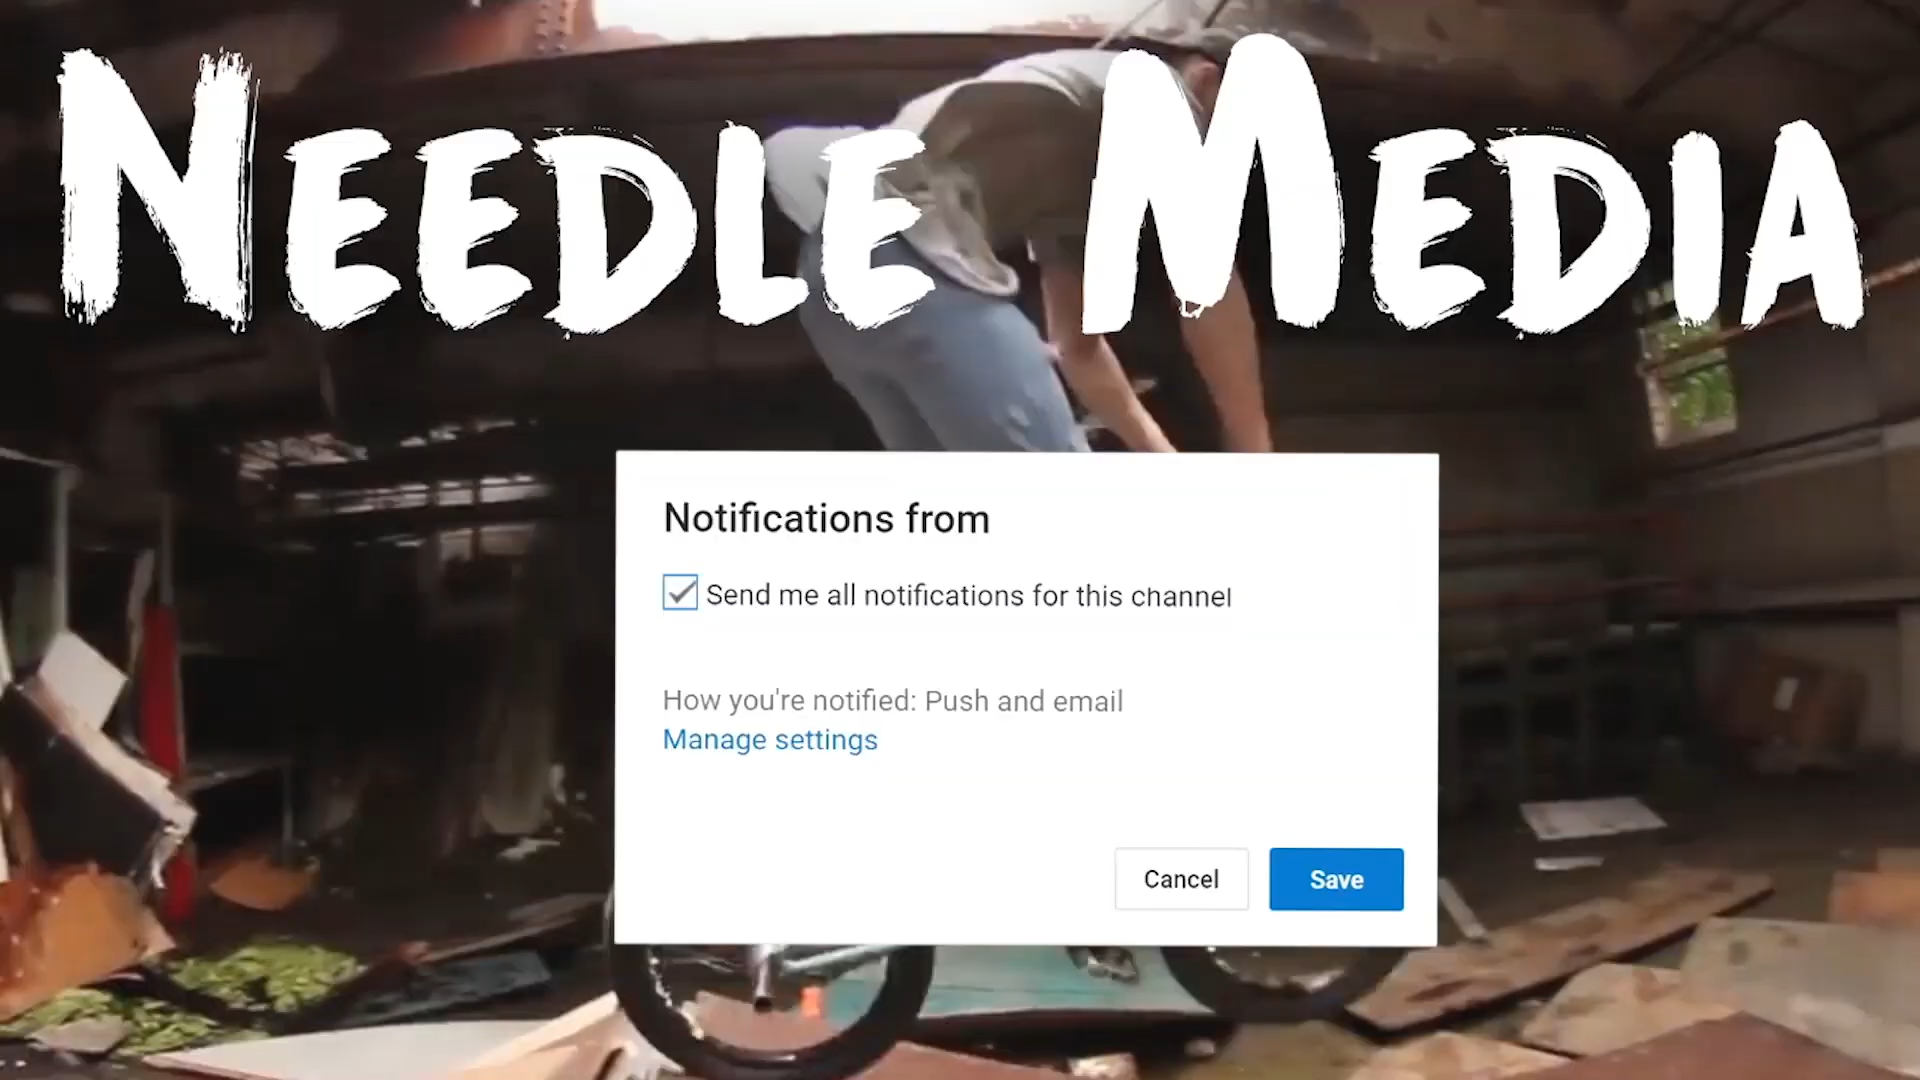 NEEDLE MEDIA
Notifications from
Send me all notifications for this channel
How you're notified: Push and email
Manage settings
Cancel Save